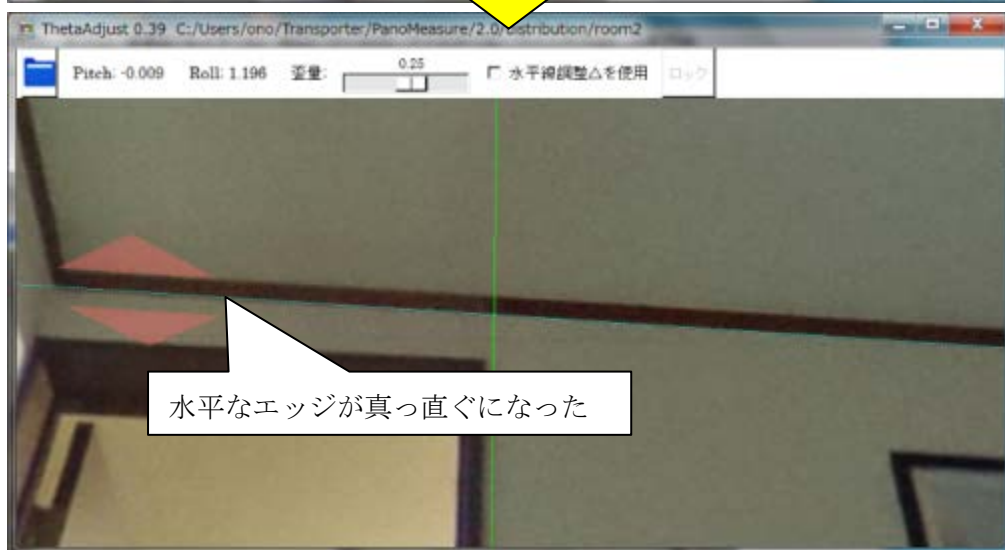 ThetaAdjust 0.39 C:/Users/ono/Transporter/PanoMeasure/2.0/distribution/room2
Pitch: -0.009 Roll: 1.196 歪量: 0.25 水平線調整△を使用 ロック
水平なエッジが真っ直ぐになった